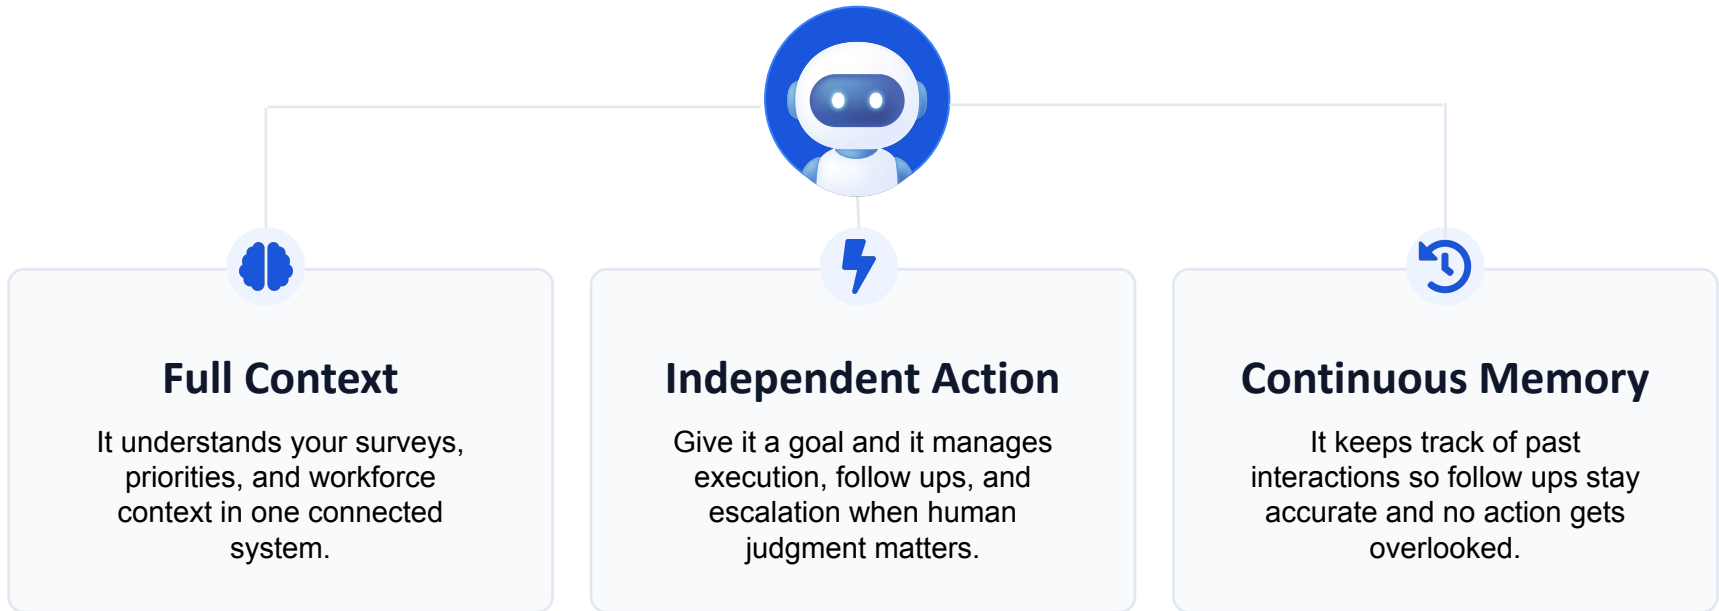 Full Context
It understands your surveys,
priorities, and workforce
context in one connected
system.
Independent Action
Give it a goal and it manages
execution, follow ups, and
escalation when human
judgment matters.
Continuous Memory
It keeps track of past
interactions so follow ups stay
accurate and no action gets
overlooked.